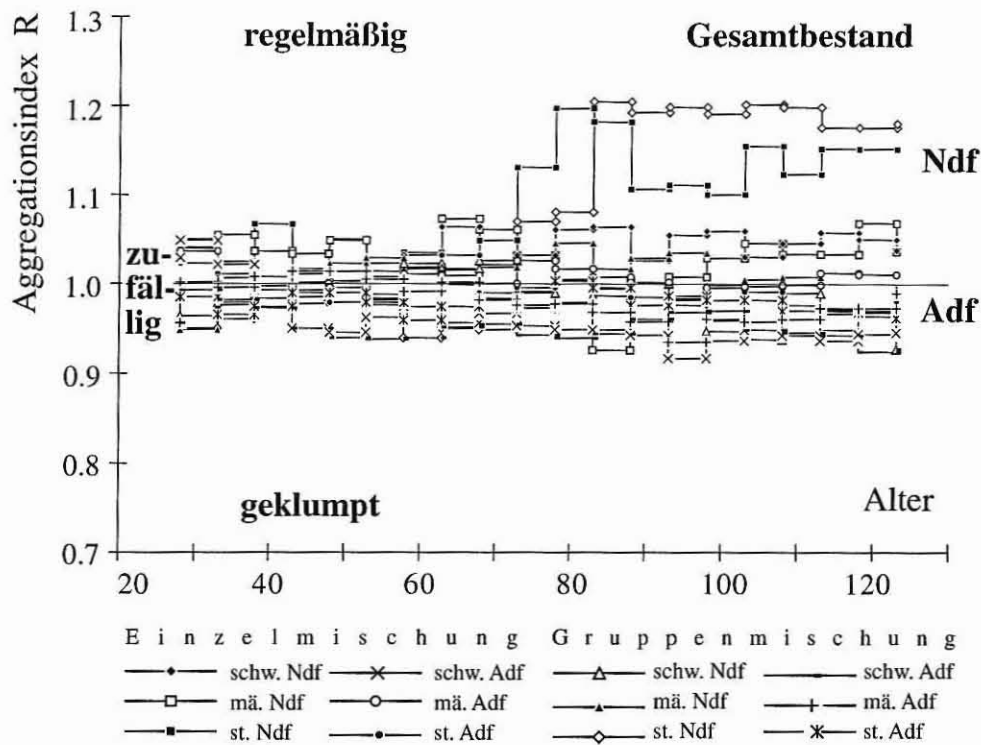 Aggregationsindex R
1.3
1.2
1.1
1.0
0.9
0.8
0.7
regelmäßig
Gesamtbestand
Ndf
zu-
fäl-
lig
Adf
geklumpt
Alter
20 40 60 80 100 120
Einzelmischung Gruppenmischung
schw. Ndf schw. Adf schw. Ndf schw. Adf
mä. Ndf mä. Adf mä. Ndf mä. Adf
st. Ndf st. Adf st. Ndf st. Adf